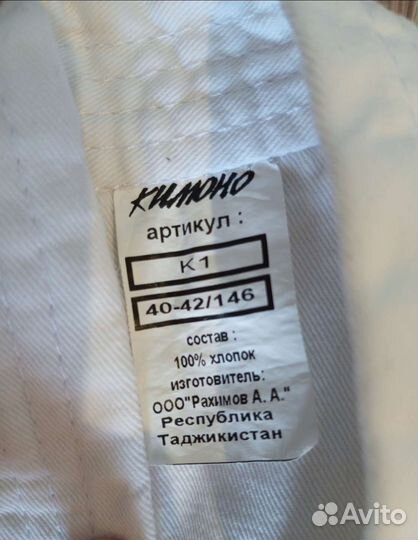 КИМОНО
артикул :
К1
40-42/146
состав :
100% хлопок
изготовитель:
ООО"Рахимов А. А."
Республика
Таджикистан
Avito